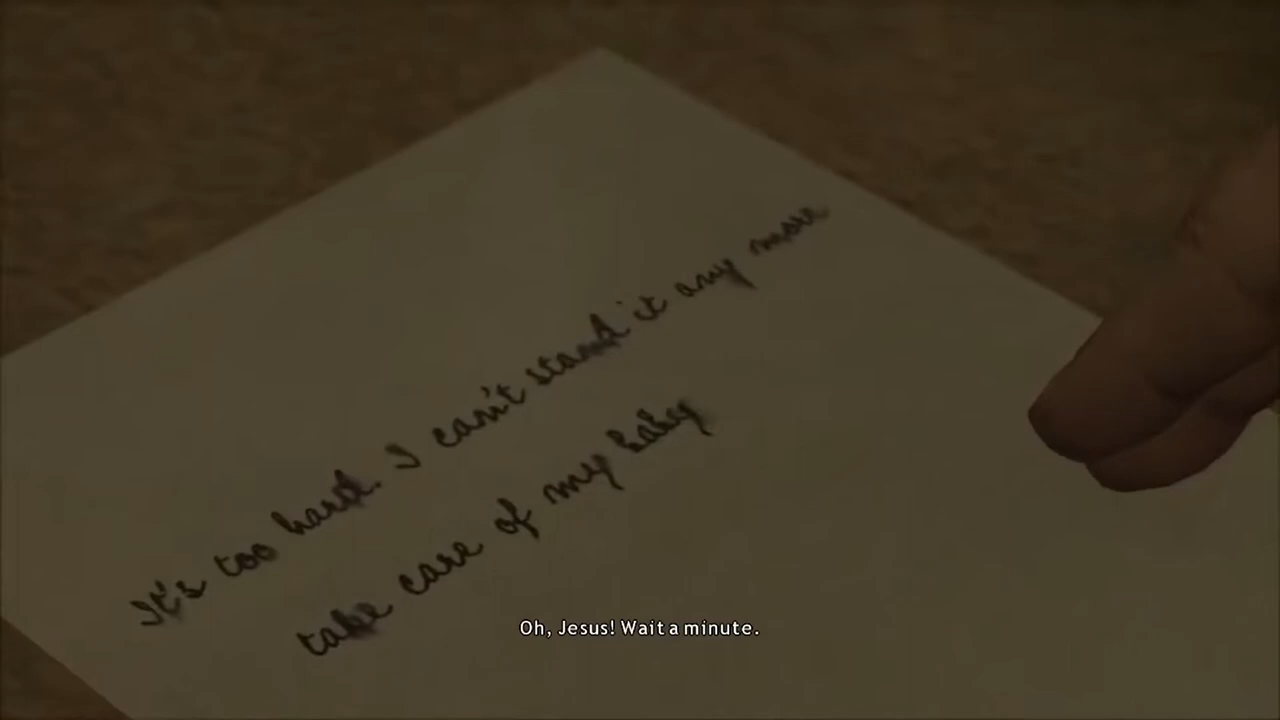 It's too hard. I can't stand it any more
take care of my baby
Oh, Jesus! Wait a minute.